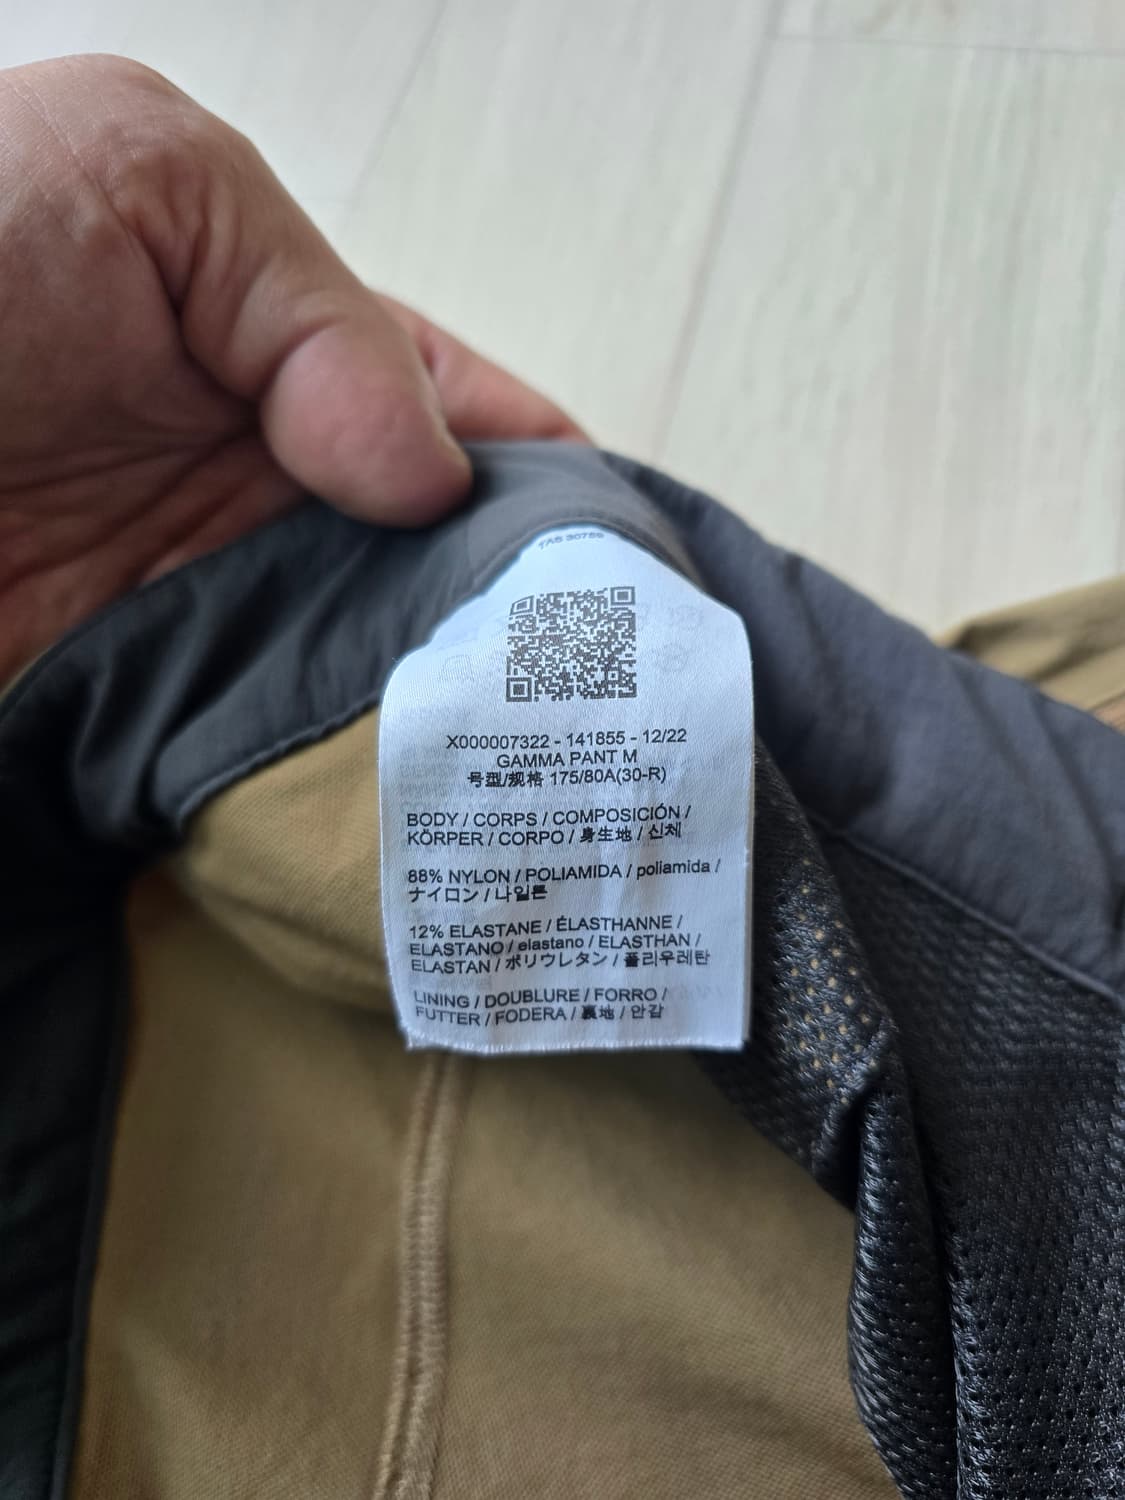 TAB 30759
X000007322 - 141855 - 12/22
GAMMA PANT M
号型/规格 175/80A(30-R)
BODY / CORPS / COMPOSICIÓN /
KÖRPER / CORPO / 身生地 / 신체
88% NYLON / POLIAMIDA / poliamida /
ナイロン / 나일론
12% ELASTANE / ÉLASTHANNE /
ELASTANO / elastano / ELASTHAN /
ELASTAN / ポリウレタン / 폴리우레탄
LINING / DOUBLURE / FORRO /
FUTTER / FODERA / 裏地 / 안감